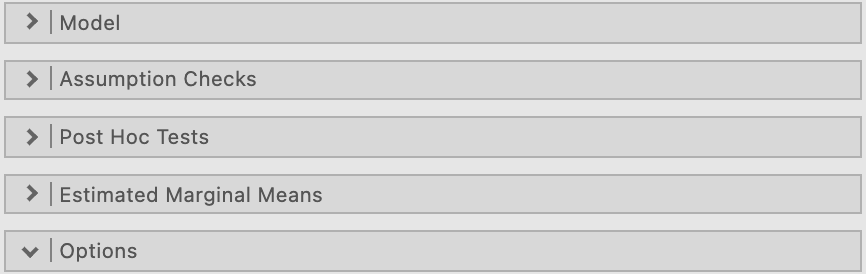 Model
Assumption Checks
Post Hoc Tests
Estimated Marginal Means
Options